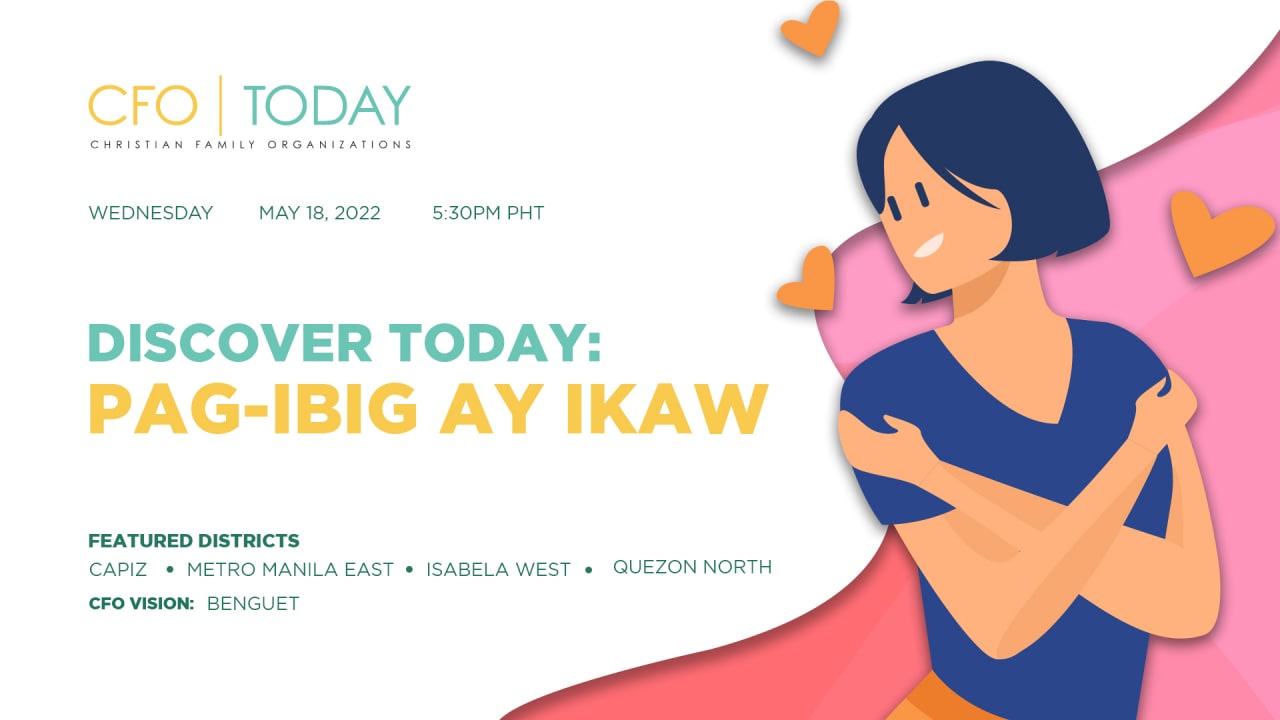 CFO | TODAY
CHRISTIAN FAMILY ORGANIZATIONS
WEDNESDAY MAY 18, 2022 5:30PM PHT
DISCOVER TODAY:
PAG-IBIG AY IKAW
FEATURED DISTRICTS
CAPIZ • METRO MANILA EAST • ISABELA WEST • QUEZON NORTH
CFO VISION: BENGUET